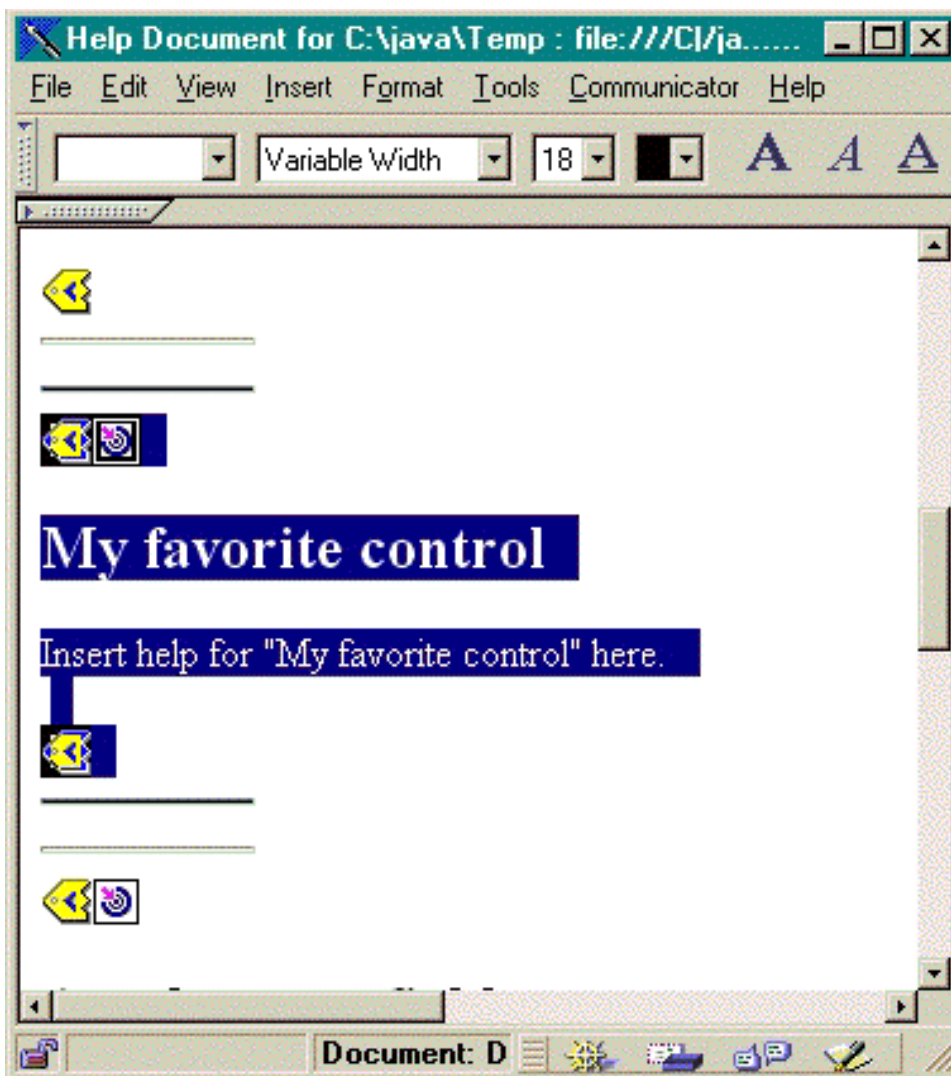 Help Document for C:\java\Temp : file:///C|/ja......
File Edit View Insert Format Tools Communicator Help
Variable Width 18 A A A
My favorite control
Insert help for "My favorite control" here.
Document: D